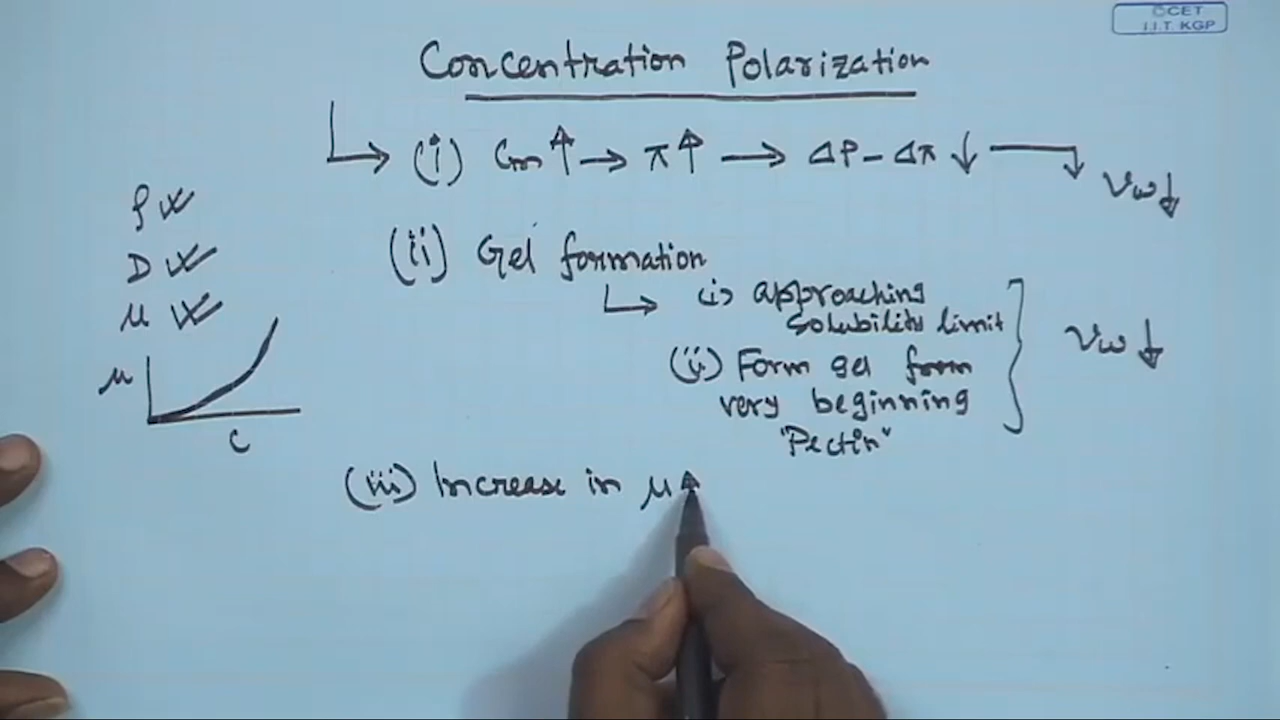 ©CET
I.I.T. KGP
Concentration Polarization
(i) Cm↑ → π↑ → ΔP - Δπ ↓ → Vw↓
ρ
(ii) Gel formation
D
(i) approaching
solubility limit
μ
(ii) Form gel from
very beginning
"Pectin"
Vw↓
μ
C
(iii) Increase in μ↑